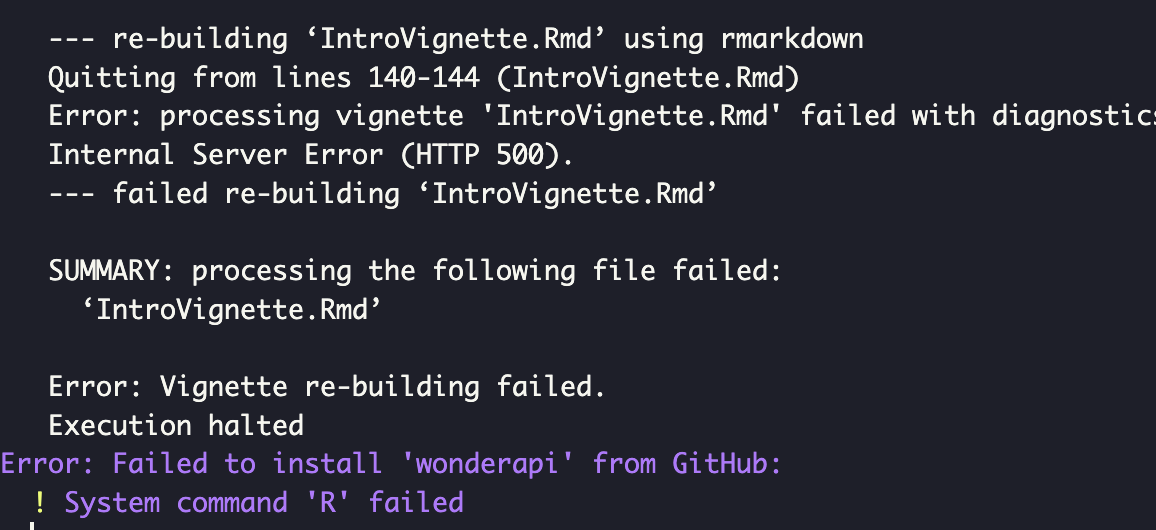 --- re-building ‘IntroVignette.Rmd’ using rmarkdown
Quitting from lines 140-144 (IntroVignette.Rmd)
Error: processing vignette 'IntroVignette.Rmd' failed with diagnostics
Internal Server Error (HTTP 500).
--- failed re-building ‘IntroVignette.Rmd’
SUMMARY: processing the following file failed:
‘IntroVignette.Rmd’
Error: Vignette re-building failed.
Execution halted
Error: Failed to install 'wonderapi' from GitHub:
! System command 'R' failed